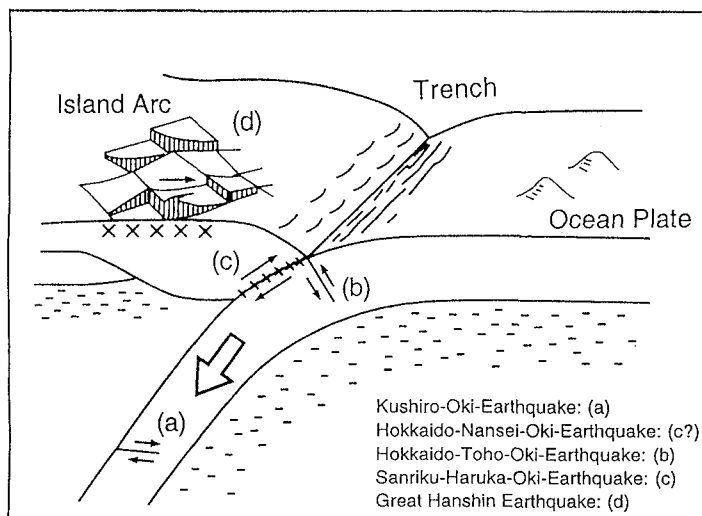 Trench
Island Arc
(d)
Ocean Plate
(c)
(b)
(a)
Kushiro-Oki-Earthquake: (a)
Hokkaido-Nansei-Oki-Earthquake: (c?)
Hokkaido-Toho-Oki-Earthquake: (b)
Sanriku-Haruka-Oki-Earthquake: (c)
Great Hanshin Earthquake: (d)